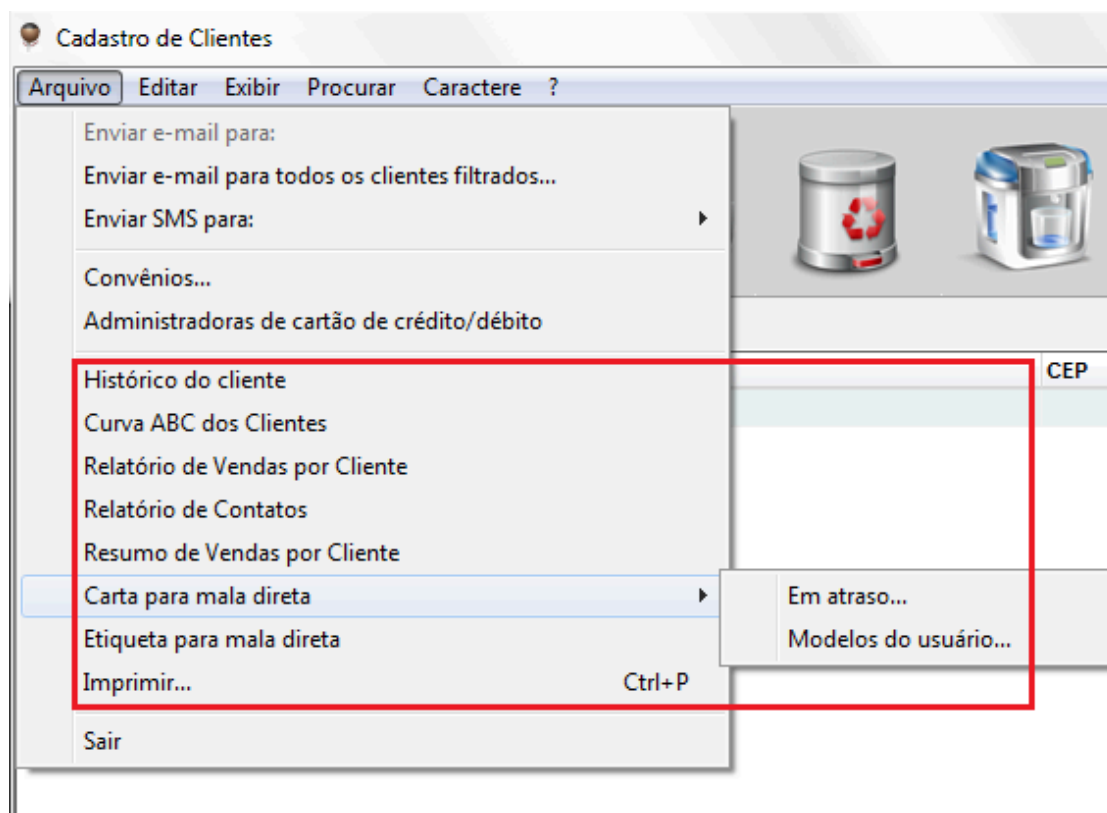 Cadastro de Clientes
Arquivo Editar Exibir Procurar Caractere ?
Enviar e-mail para:
Enviar e-mail para todos os clientes filtrados...
Enviar SMS para:
Convênios...
Administradoras de cartão de crédito/débito
Histórico do cliente
CEP
Curva ABC dos Clientes
Relatório de Vendas por Cliente
Relatório de Contatos
Resumo de Vendas por Cliente
Carta para mala direta
Em atraso...
Etiqueta para mala direta
Modelos do usuário...
Imprimir... Ctrl+P
Sair